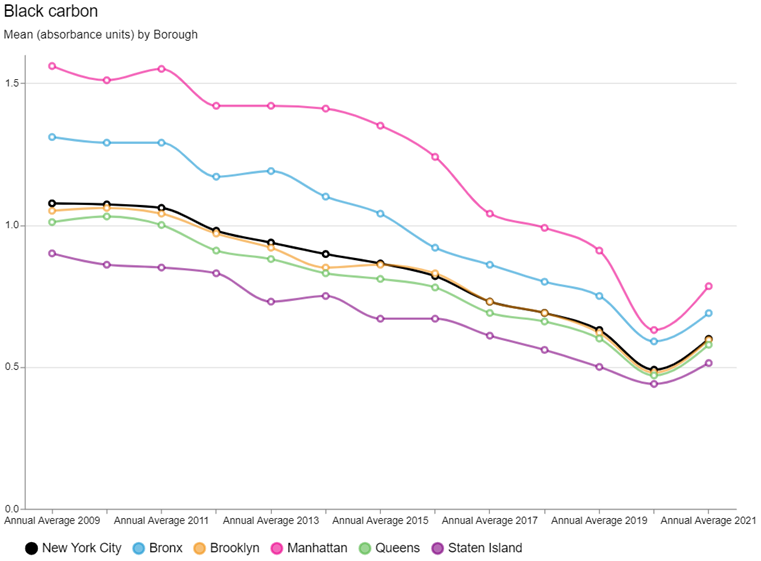 Black carbon
Mean (absorbance units) by Borough
1.5
1.0
0.5
0.0
Annual Average 2009 Annual Average 2011 Annual Average 2013 Annual Average 2015 Annual Average 2017 Annual Average 2019 Annual Average 2021
New York City Bronx Brooklyn Manhattan Queens Staten Island